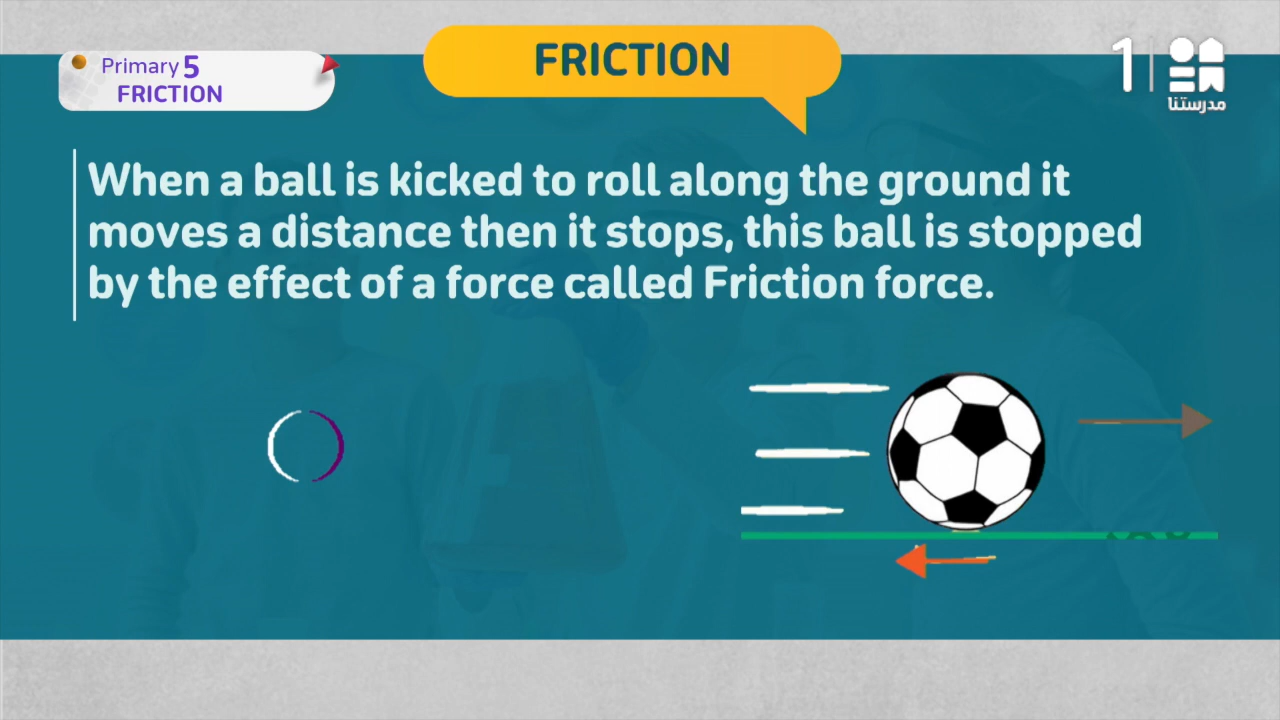 FRICTION
Primary 5
FRICTION
1
مدرستنا
When a ball is kicked to roll along the ground it
moves a distance then it stops, this ball is stopped
by the effect of a force called Friction force.